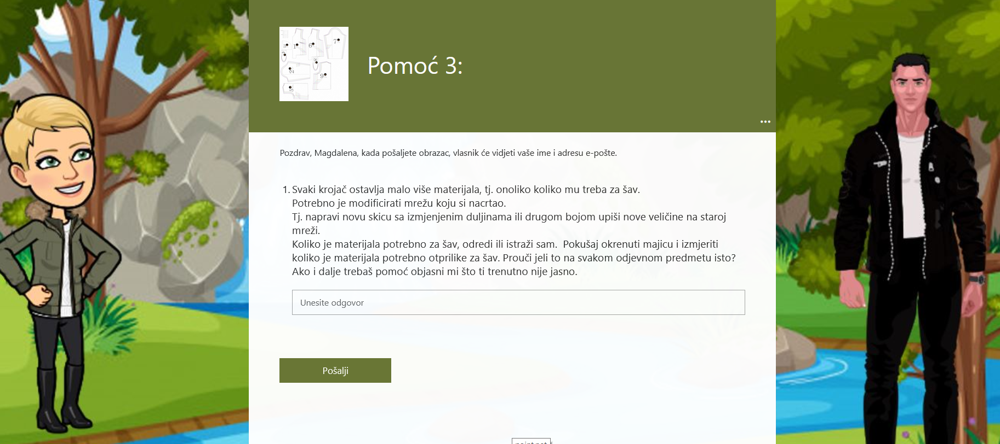 Pomoć 3:
Pozdrav, Magdalena, kada pošaljete obrazac, vlasnik će vidjeti vaše ime i adresu e-pošte.
1. Svaki krojač ostavlja malo više materijala, tj. onoliko koliko mu treba za šav.
Potrebno je modificirati mrežu koju si nacrtao.
Tj. napravi novu skicu sa izmjenjenim duljinama ili drugom bojom upiši nove veličine na staroj
mreži.
Koliko je materijala potrebno za šav, odredi ili istraži sam.  Pokušaj okrenuti majicu i izmjeriti
koliko je materijala potrebno otprilike za šav. Prouči jeli to na svakom odjevnom predmetu isto?
Ako i dalje trebaš pomoć objasni mi što ti trenutno nije jasno.
Unesite odgovor
Pošalji